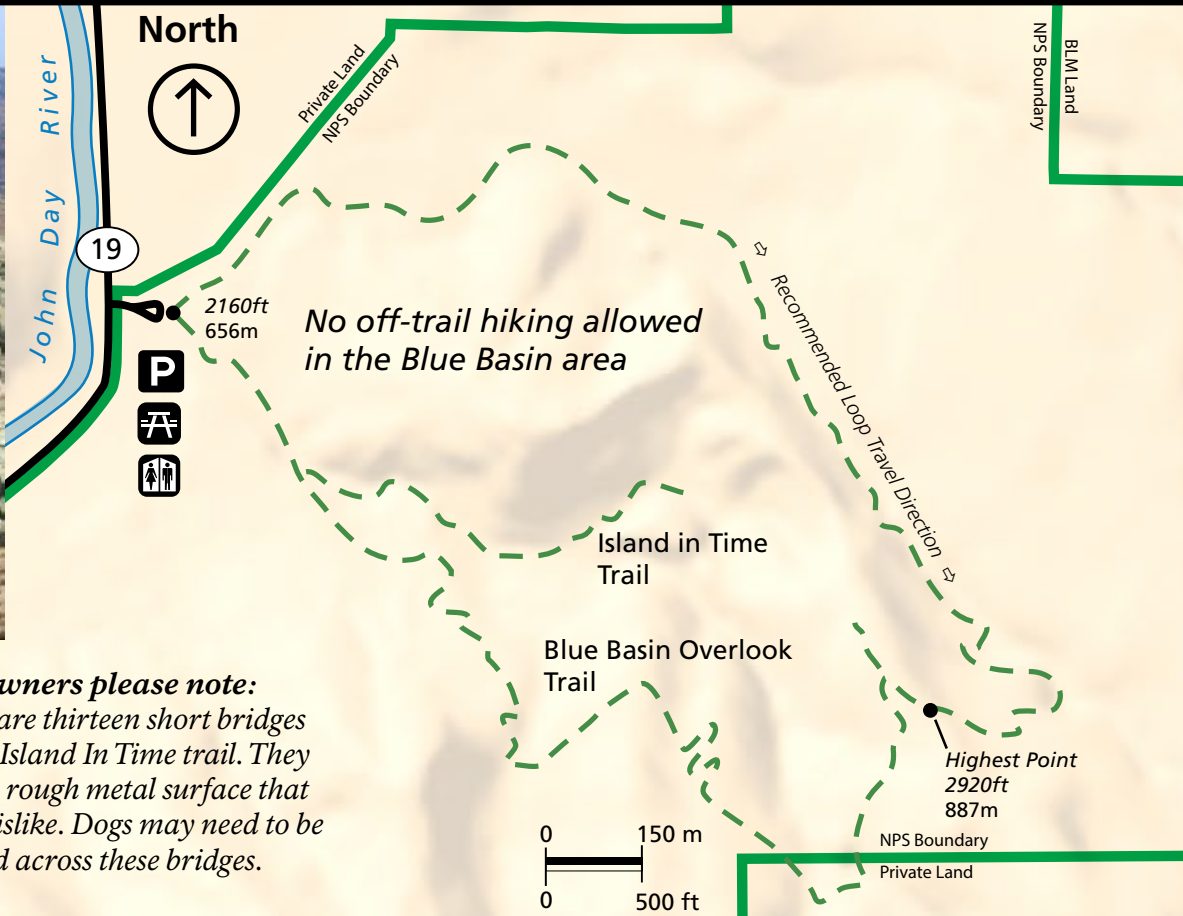 North
John Day River
19
Private Land
NPS Boundary
NPS Boundary
BLM Land
2160ft
656m
No off-trail hiking allowed
in the Blue Basin area
P
Recommended Loop Travel Direction
Island in Time
Trail
Blue Basin Overlook
Trail
Highest Point
2920ft
887m
NPS Boundary
Private Land
0 150 m
0 500 ft
please note:
are thirteen short bridges
Island In Time trail. They
rough metal surface that
Dogs may need to be
across these bridges.